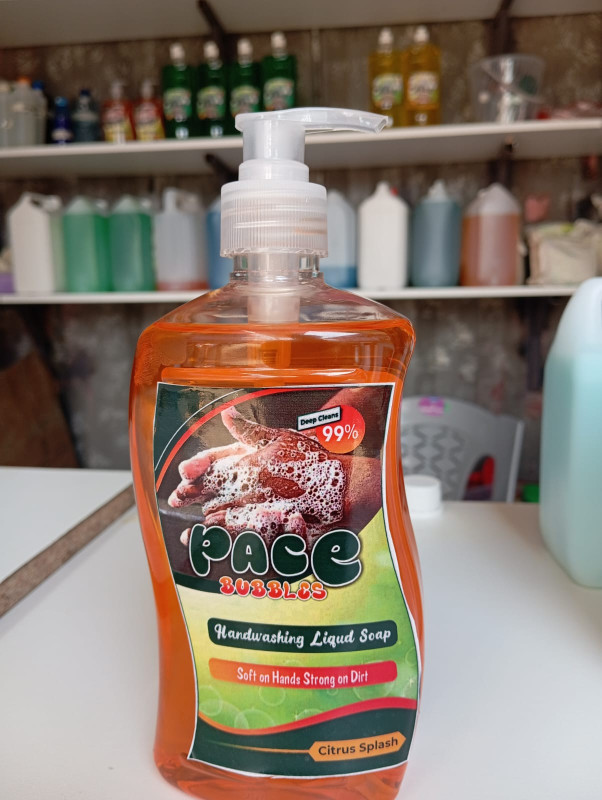 Deep Cleans
99%
PACE
BUBBLES
Handwashing Liqud Soap
Soft on Hands Strong on Dirt
Citrus Splash